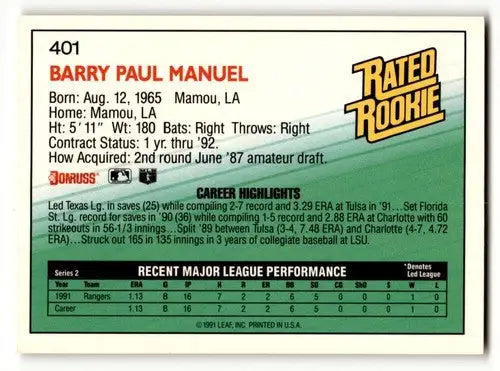 401
BARRY PAUL MANUEL
RATED
ROOKIE
Born: Aug. 12, 1965 Mamou, LA
Home: Mamou, LA
Ht: 5' 11" Wt: 180 Bats: Right Throws: Right
Contract Status: 1 yr. thru '92.
How Acquired: 2nd round June '87 amateur draft.
DONRUSS
CAREER HIGHLIGHTS
Led Texas Lg. in saves (25) while compiling 2-7 record and 3.29 ERA at Tulsa in '91...Set Florida
St. Lg. record for saves in '90 (36) while compiling 1-5 record and 2.88 ERA at Charlotte with 60
strikeouts in 56-1/3 innings...Split '89 between Tulsa (3-4, 7.48 ERA) and Charlotte (4-7, 4.72
ERA)...Struck out 165 in 135 innings in 3 years of collegiate baseball at LSU.
Series 2 RECENT MAJOR LEAGUE PERFORMANCE *Denotes
Led League
Year Team ERA G IP H R ER BB SO CG ShO S W L
1991 Rangers 1.13 8 16 7 2 2 6 5 0 0 0 1 0
Career 1.13 8 16 7 2 2 6 5 0 0 0 1 0
©1991 LEAF, INC. PRINTED IN U.S.A.